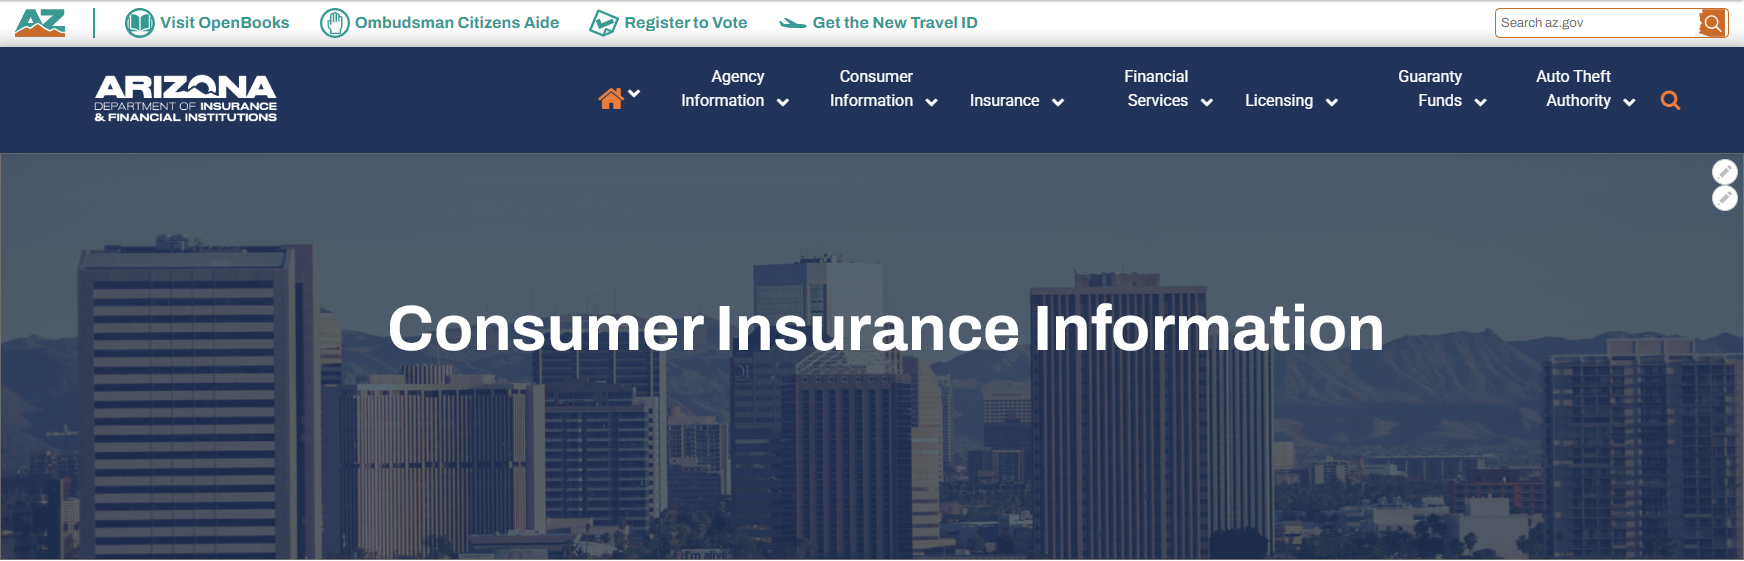 AZ
Visit OpenBooks
Ombudsman Citizens Aide
Register to Vote
Get the New Travel ID
Search az.gov
ARIZONA
DEPARTMENT OF INSURANCE
& FINANCIAL INSTITUTIONS
Agency
Information
Consumer
Information
Insurance
Financial
Services
Licensing
Guaranty
Funds
Auto Theft
Authority
Consumer Insurance Information
I'm alive